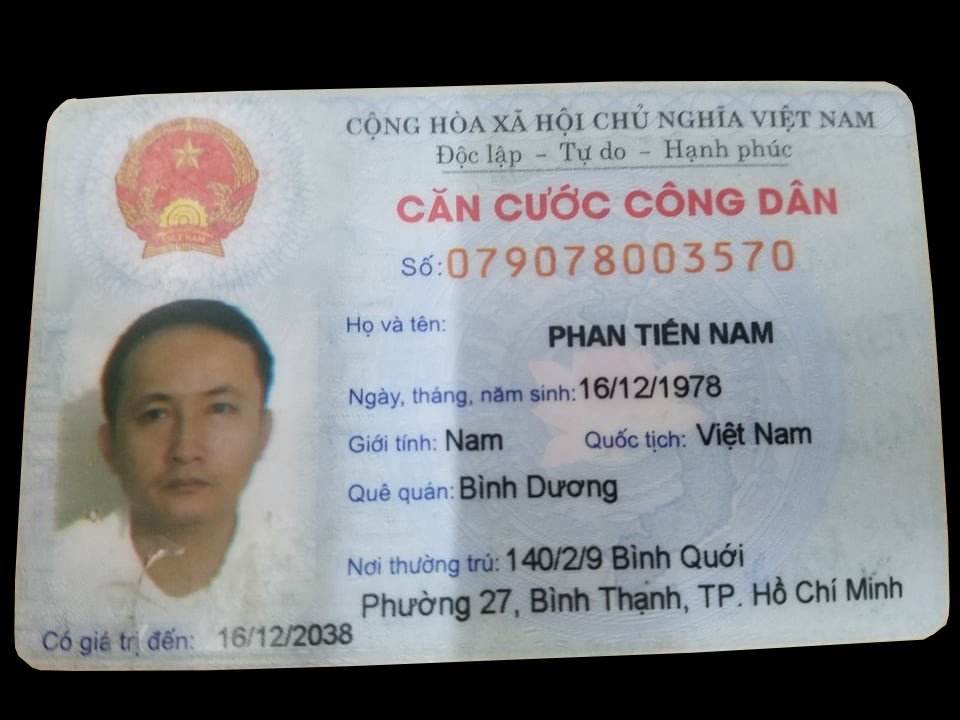 CỘNG HÒA XÃ HỘI CHỦ NGHĨA VIỆT NAM
Độc lập - Tự do - Hạnh phúc
CĂN CƯỚC CÔNG DÂN
Số: 079078003570
Họ và tên: PHAN TIẾN NAM
Ngày, tháng, năm sinh: 16/12/1978
Giới tính: Nam Quốc tịch: Việt Nam
Quê quán: Bình Dương
Nơi thường trú: 140/2/9 Bình Quới
Phường 27, Bình Thạnh, TP. Hồ Chí Minh
Có giá trị đến: 16/12/2038